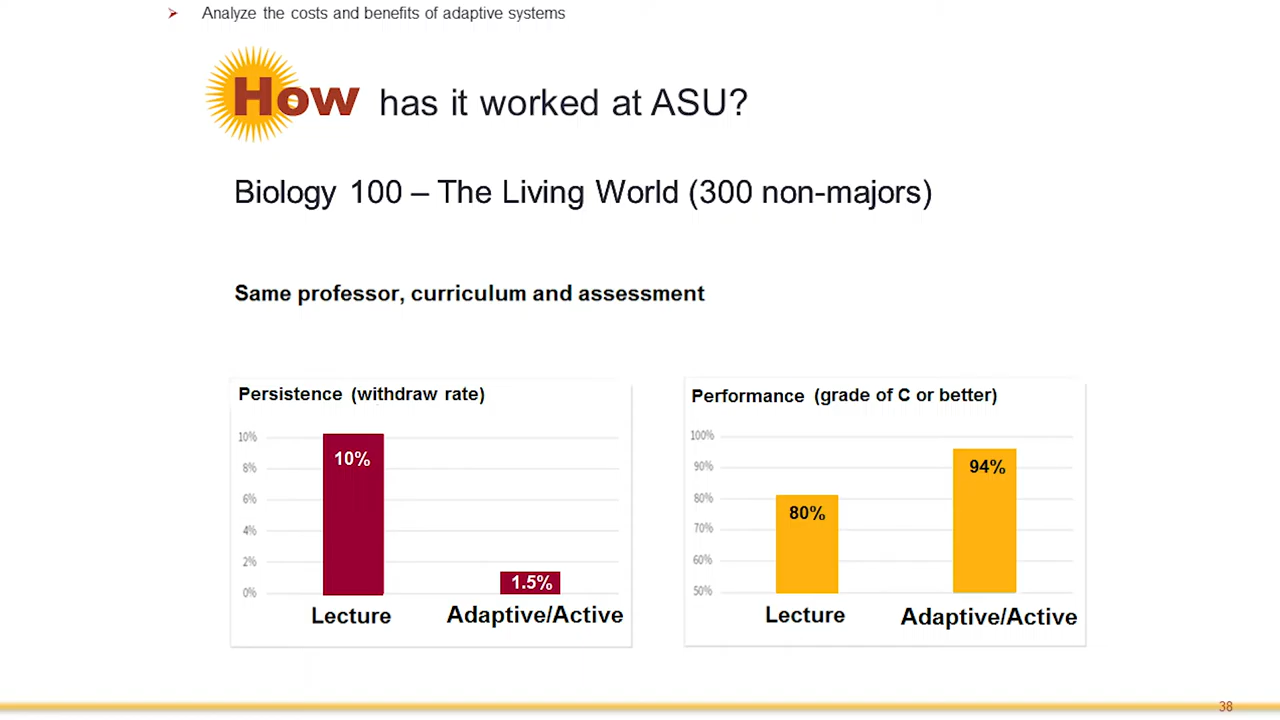 ➢ Analyze the costs and benefits of adaptive systems
How has it worked at ASU?
Biology 100 – The Living World (300 non-majors)
Same professor, curriculum and assessment
Persistence (withdraw rate)
10%
8%
6%
4%
2%
0%
10%
1.5%
Lecture
Adaptive/Active
Performance (grade of C or better)
100%
90%
80%
70%
60%
50%
80%
94%
Lecture
Adaptive/Active
38